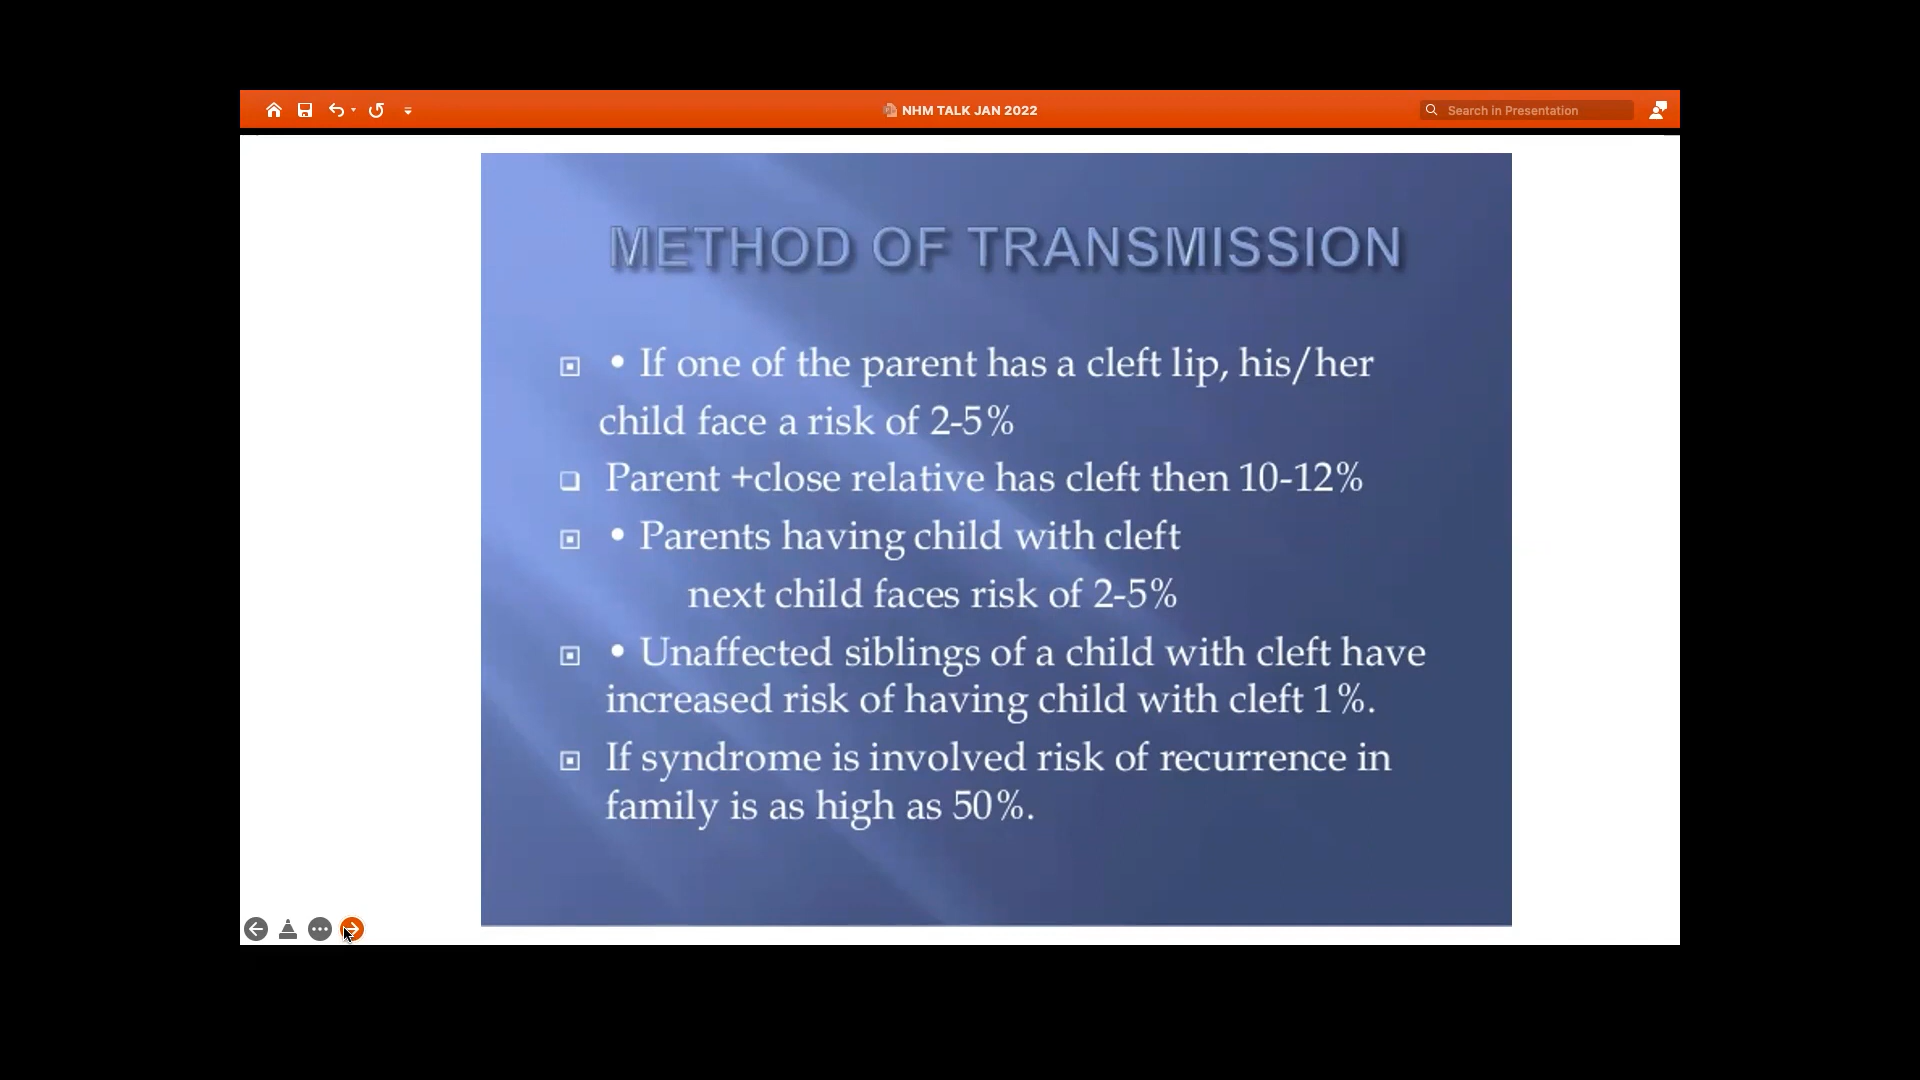 NHM TALK JAN 2022
Search in Presentation
METHOD OF TRANSMISSION
• If one of the parent has a cleft lip, his/her
child face a risk of 2-5%
Parent +close relative has cleft then 10-12%
• Parents having child with cleft
next child faces risk of 2-5%
• Unaffected siblings of a child with cleft have
increased risk of having child with cleft 1%.
If syndrome is involved risk of recurrence in
family is as high as 50%.